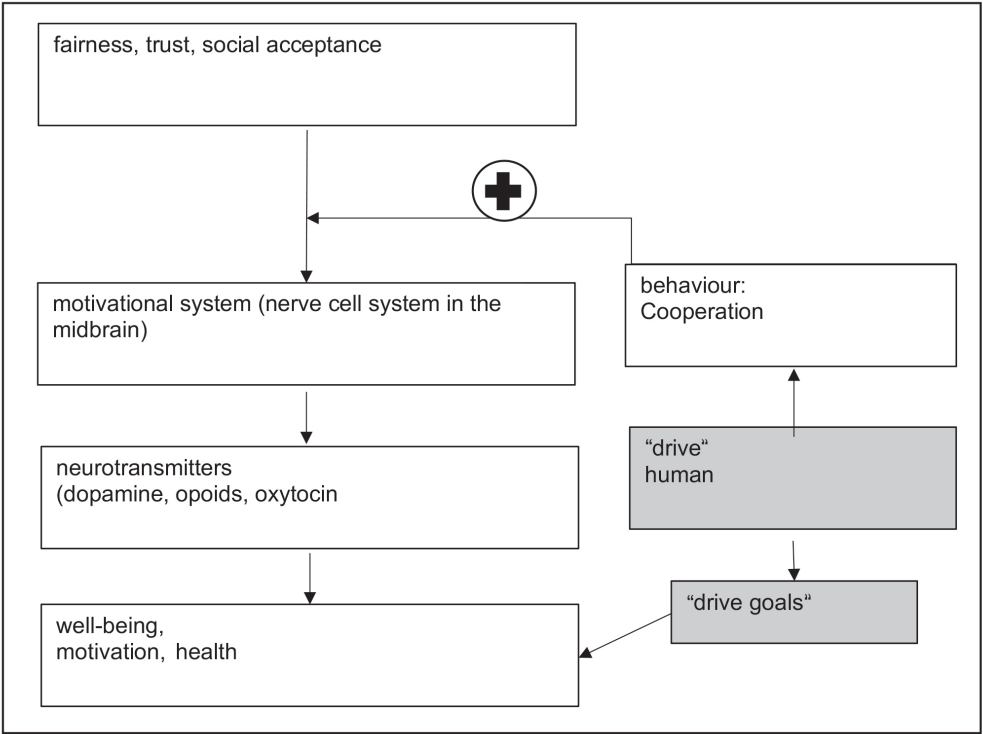 fairness, trust, social acceptance
motivational system (nerve cell system in the
midbrain)
behaviour:
Cooperation
neurotransmitters
(dopamine, opoids, oxytocin
“drive“
human
well-being,
motivation, health
“drive goals“